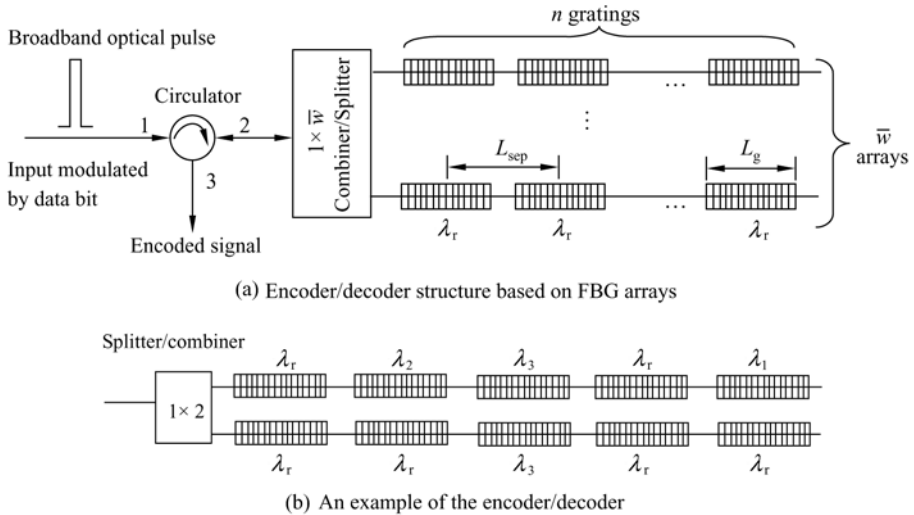 n gratings
Broadband optical pulse
Circulator
1
2
3
1 × w̅
Combiner/Splitter
...
⋮
w̅
arrays
L_sep
L_g
Input modulated
by data bit
...
λ_r
λ_r
λ_r
Encoded signal
(a) Encoder/decoder structure based on FBG arrays
Splitter/combiner
λ_r λ_2 λ_3 λ_r λ_1
1 × 2
λ_r λ_r λ_3 λ_r λ_r
(b) An example of the encoder/decoder